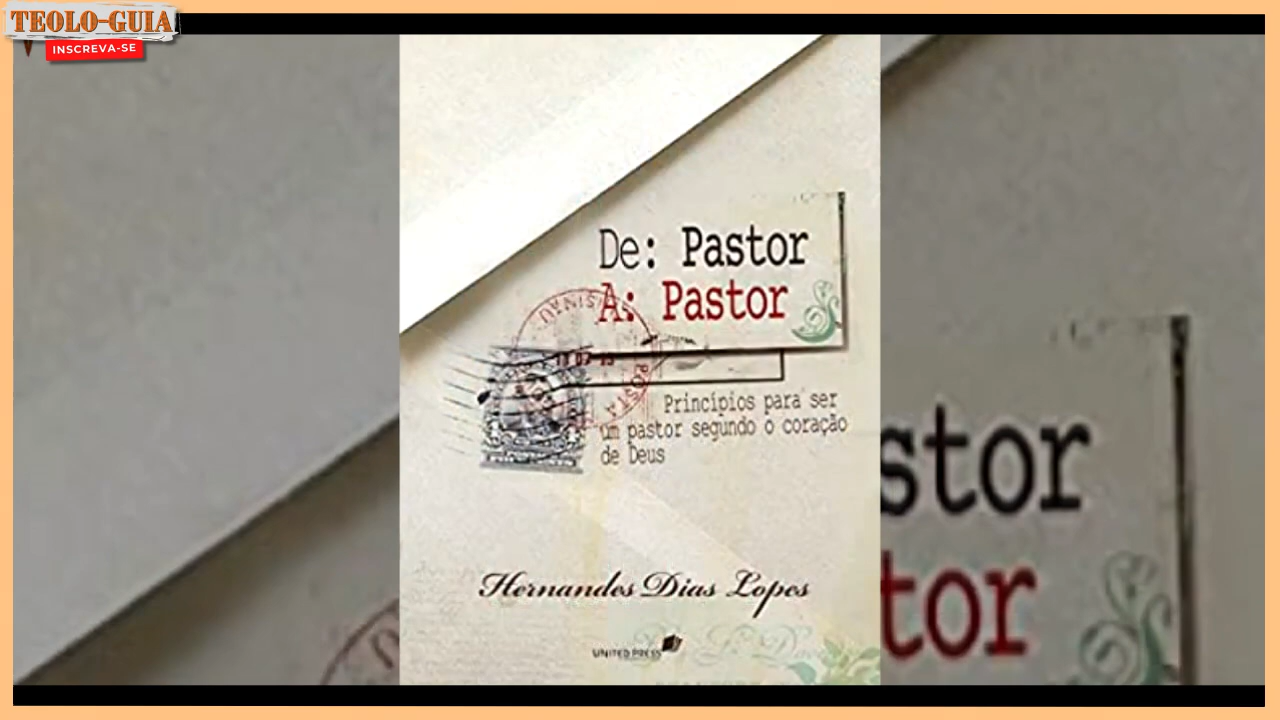 TEOLO-GUIA
INSCREVA-SE
De: Pastor
A: Pastor
Princípios para ser
um pastor segundo o coração
de Deus
Hernandes Dias Lopes
UNITED PRESS
stor
tor